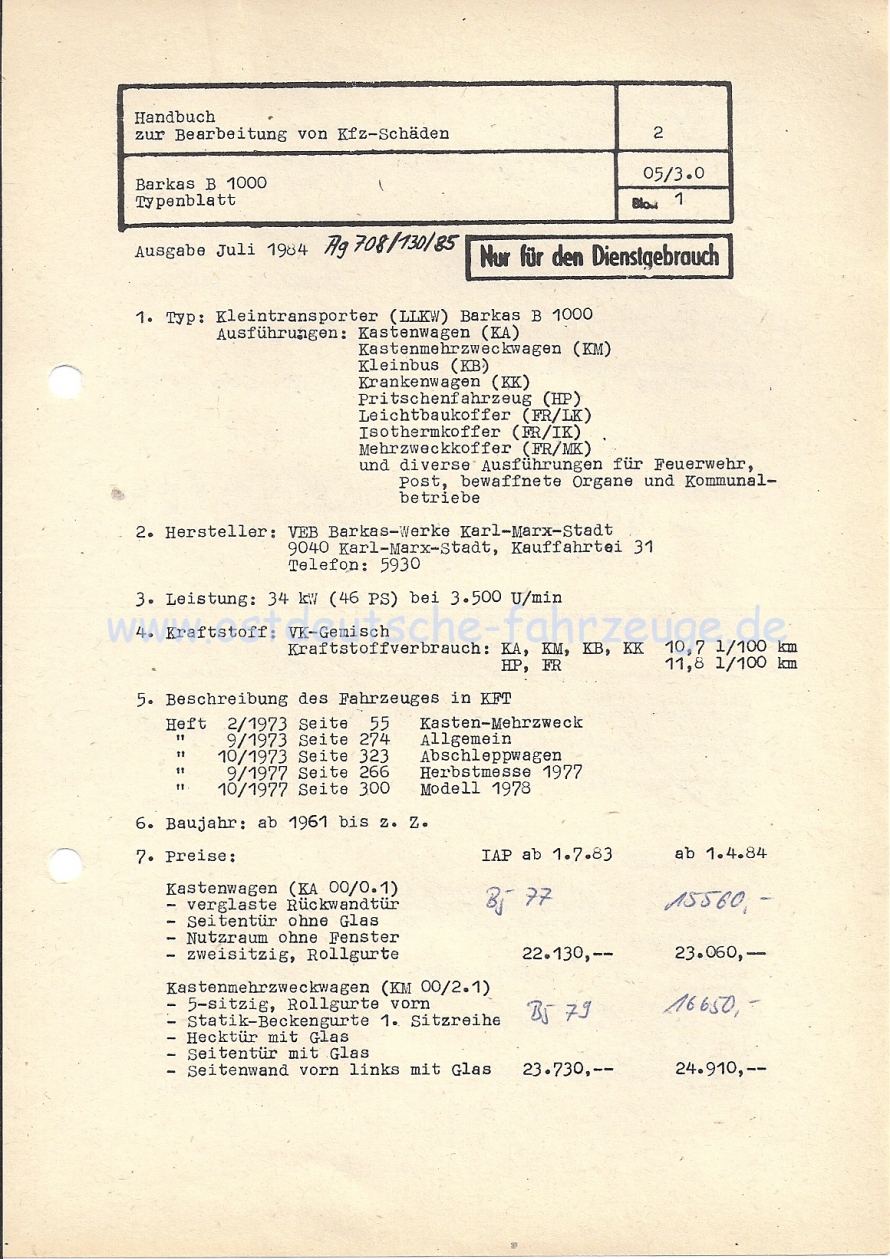 Handbuch
zur Bearbeitung von Kfz-Schäden
2
Barkas B 1000
Typenblatt
05/3.0
Blatt 1
Ausgabe Juli 1984 Ag 708/130/85
Nur für den Dienstgebrauch
1. Typ: Kleintransporter (LLKW) Barkas B 1000
Ausführungen: Kastenwagen (KA)
Kastenmehrzweckwagen (KM)
Kleinbus (KB)
Krankenwagen (KK)
Pritschenfahrzeug (HP)
Leichtbaukoffer (FR/LK)
Isothermkoffer (FR/IK)
Mehrzweckkoffer (FR/MK)
und diverse Ausführungen für Feuerwehr,
Post, bewaffnete Organe und Kommunal-
betriebe
2. Hersteller: VEB Barkas-Werke Karl-Marx-Stadt
9040 Karl-Marx-Stadt, Kauffahrtei 31
Telefon: 5930
3. Leistung: 34 kW (46 PS) bei 3.500 U/min
www.ostdeutsche-fahrzeuge.de
4. Kraftstoff: VK-Gemisch
Kraftstoffverbrauch: KA, KM, KB, KK 10,7 l/100 km
HP, FR 11,8 l/100 km
5. Beschreibung des Fahrzeuges in KFT
Heft 2/1973 Seite 55 Kasten-Mehrzweck
" 9/1973 Seite 274 Allgemein
" 10/1973 Seite 323 Abschleppwagen
" 9/1977 Seite 266 Herbstmesse 1977
" 10/1977 Seite 300 Modell 1978
6. Baujahr: ab 1961 bis z. Z.
7. Preise: IAP ab 1.7.83 ab 1.4.84
Kastenwagen (KA 00/0.1)
- verglaste Rückwandtür Bj 77 15560,-
- Seitentür ohne Glas
- Nutzraum ohne Fenster
- zweisitzig, Rollgurte 22.130,-- 23.060,--
Kastenmehrzweckwagen (KM 00/2.1)
- 5-sitzig, Rollgurte vorn Bj 79 16650,-
- Statik-Beckengurte 1. Sitzreihe
- Hecktür mit Glas
- Seitentür mit Glas
- Seitenwand vorn links mit Glas 23.730,-- 24.910,--